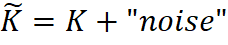 K̃ = K + "noise"